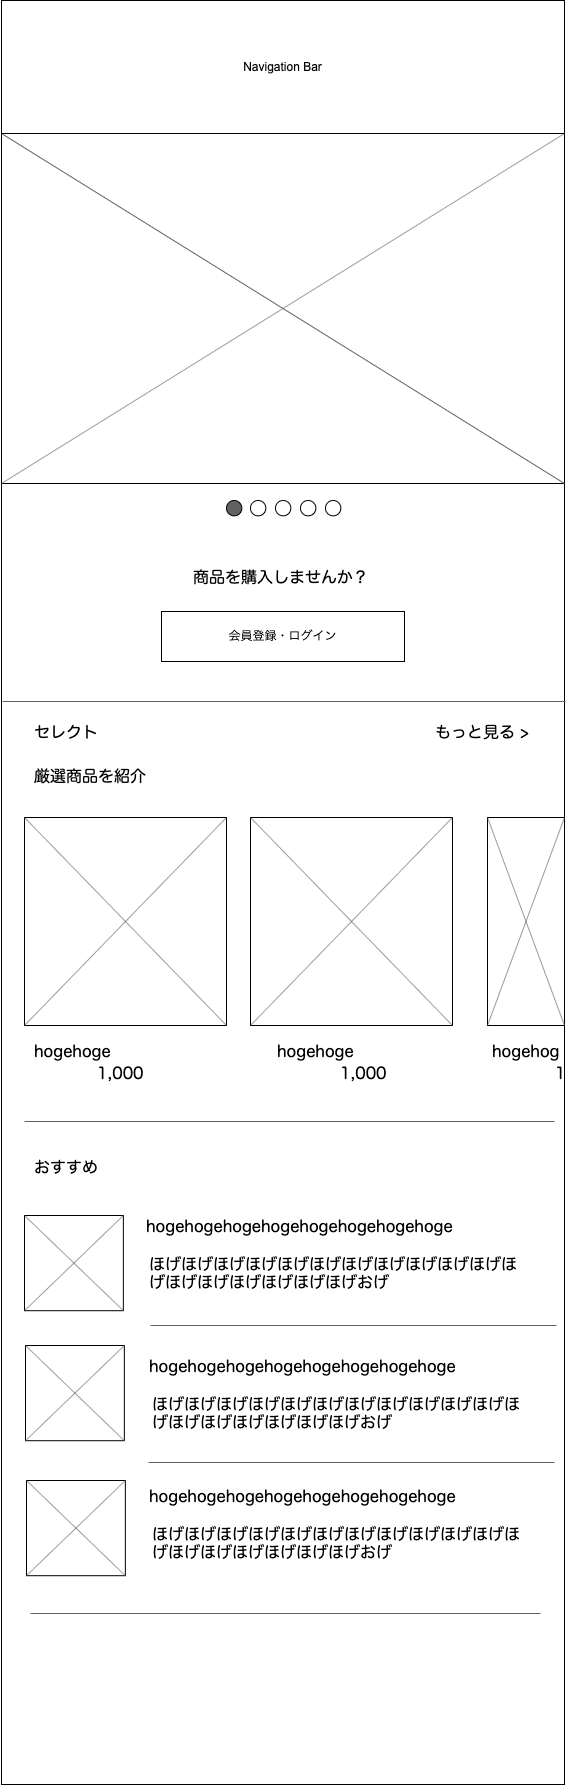 Navigation Bar
商品を購入しませんか？
会員登録・ログイン
セレクト
もっと見る >
厳選商品を紹介
hogehoge
1,000
hogehoge
1,000
hogehog
1
おすすめ
hogehogehogehogehogehogehogehoge
ほげほげほげほげほげほげほげほげほげほげほげほ
げほげほげほげほげほげほげおげ
hogehogehogehogehogehogehogehoge
ほげほげほげほげほげほげほげほげほげほげほげほ
げほげほげほげほげほげほげおげ
hogehogehogehogehogehogehogehoge
ほげほげほげほげほげほげほげほげほげほげほげほ
げほげほげほげほげほげほげおげ